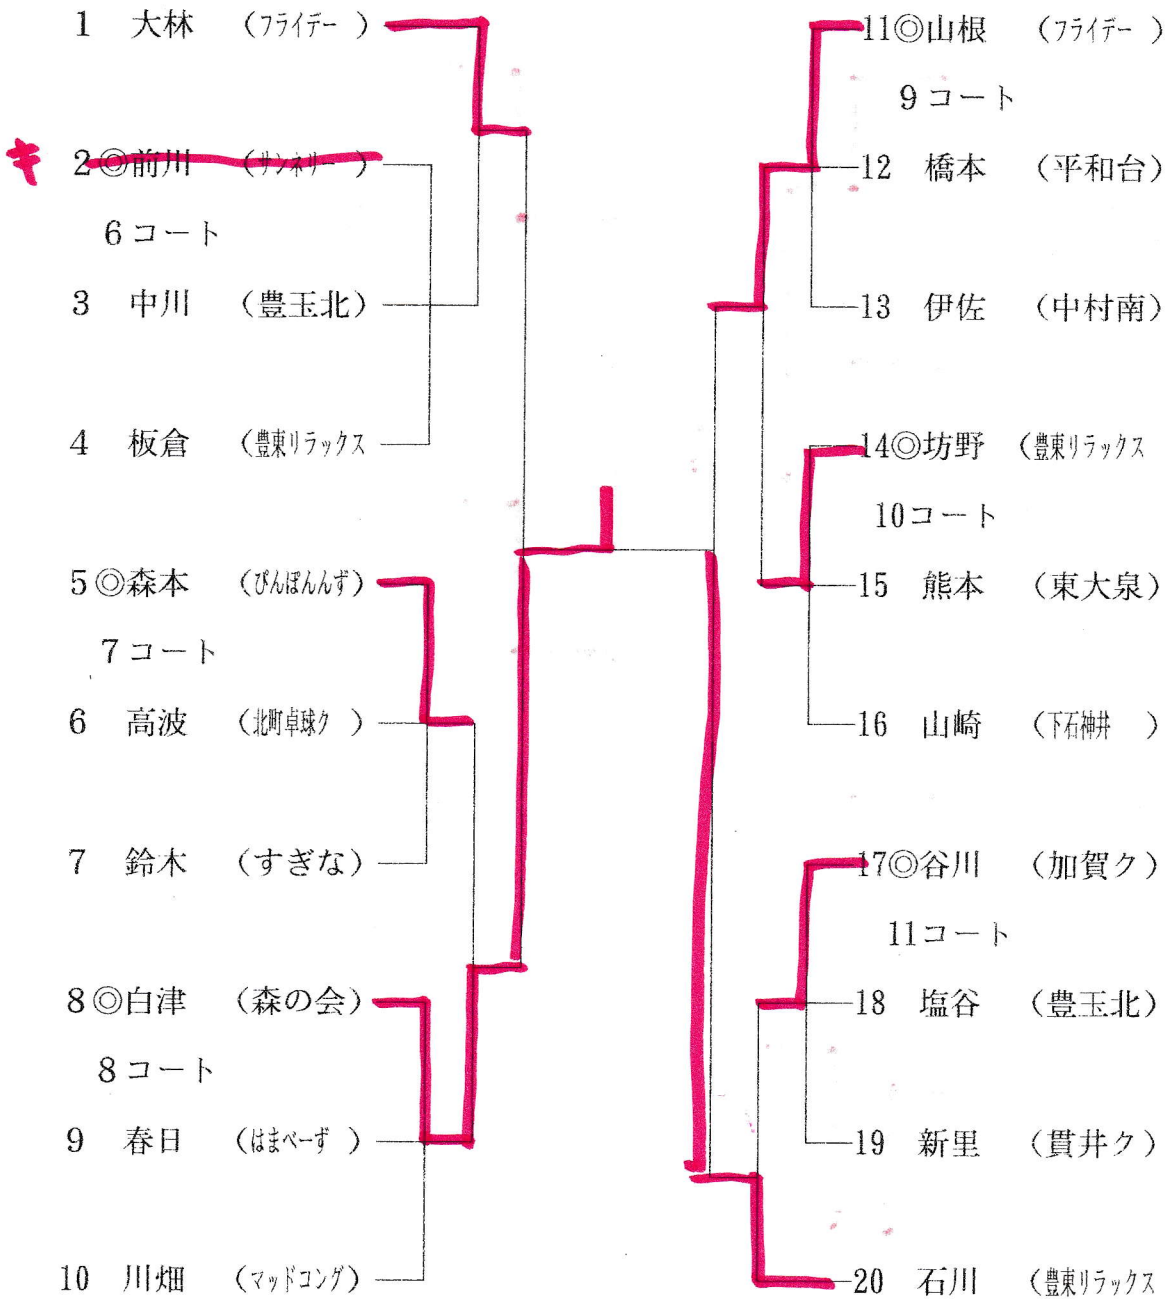 1 大林 (フライデー )
キ 2◎前川 (サンネリー )
6コート
3 中川 (豊玉北)
4 板倉 (豊東リラックス
5◎森本 (ぴんぽんんず)
7コート
6 高波 (北町卓球ク )
7 鈴木 (すぎな)
8◎白津 (森の会)
8コート
9 春日 (はまべーず )
10 川畑 (マッドコング)
11◎山根 (フライデー )
9コート
12 橋本 (平和台)
13 伊佐 (中村南)
14◎坊野 (豊東リラックス
10コート
15 熊本 (東大泉)
16 山崎 (下石神井 )
17◎谷川 (加賀ク)
11コート
18 塩谷 (豊玉北)
19 新里 (貫井ク)
20 石川 (豊東リラックス